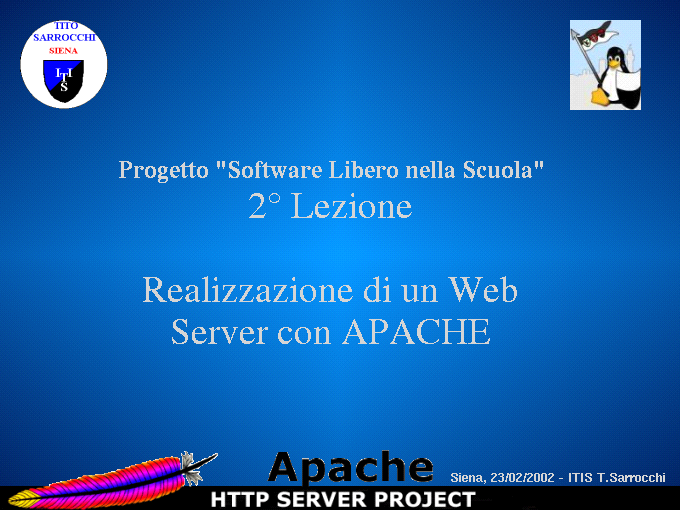 TITO
SARROCCHI
SIENA
I T I S
Progetto "Software Libero nella Scuola"
2° Lezione
Realizzazione di un Web
Server con APACHE
Apache
Siena, 23/02/2002 - ITIS T.Sarrocchi
HTTP SERVER PROJECT